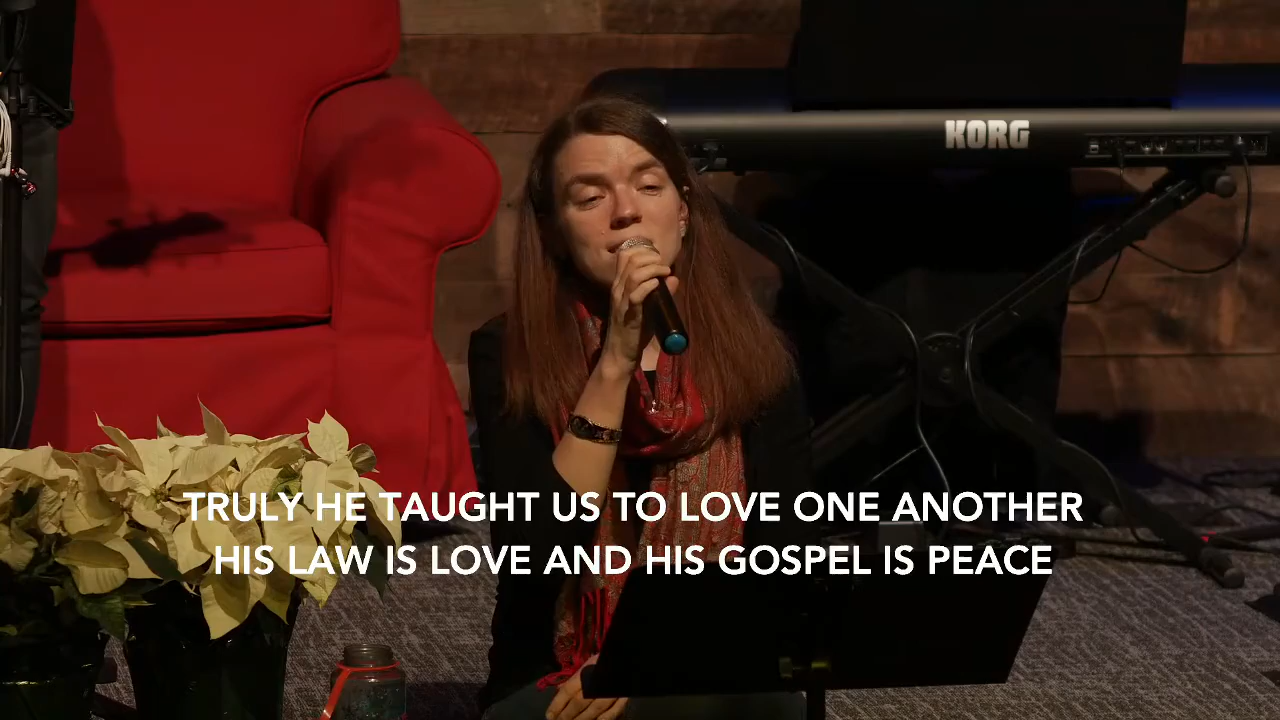 KORG
TRULY HE TAUGHT US TO LOVE ONE ANOTHER
HIS LAW IS LOVE AND HIS GOSPEL IS PEACE